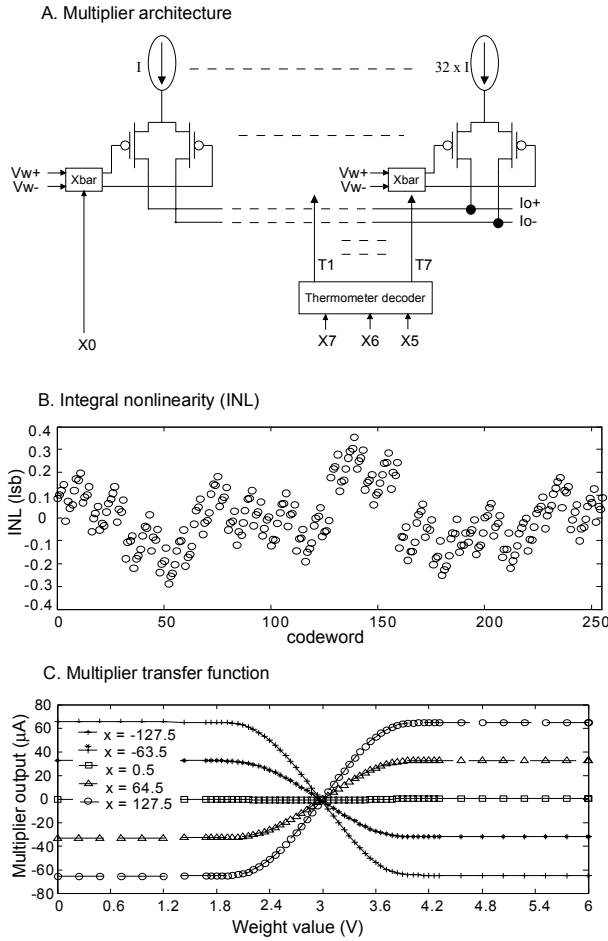 A. Multiplier architecture
I
32 x I
Vw+
Vw-
Xbar
Vw+
Vw-
Xbar
Io+
Io-
T1
T7
Thermometer decoder
X0
X7
X6
X5
B. Integral nonlinearity (INL)
INL (lsb)
0.4
0.3
0.2
0.1
0
-0.1
-0.2
-0.3
-0.4
0
50
100
150
200
250
codeword
C. Multiplier transfer function
Multiplier output (μA)
80
60
40
20
0
-20
-40
-60
-80
x = -127.5
x = -63.5
x = 0.5
x = 64.5
x = 127.5
0
0.6
1.2
1.8
2.4
3
3.6
4.2
4.8
5.4
6
Weight value (V)